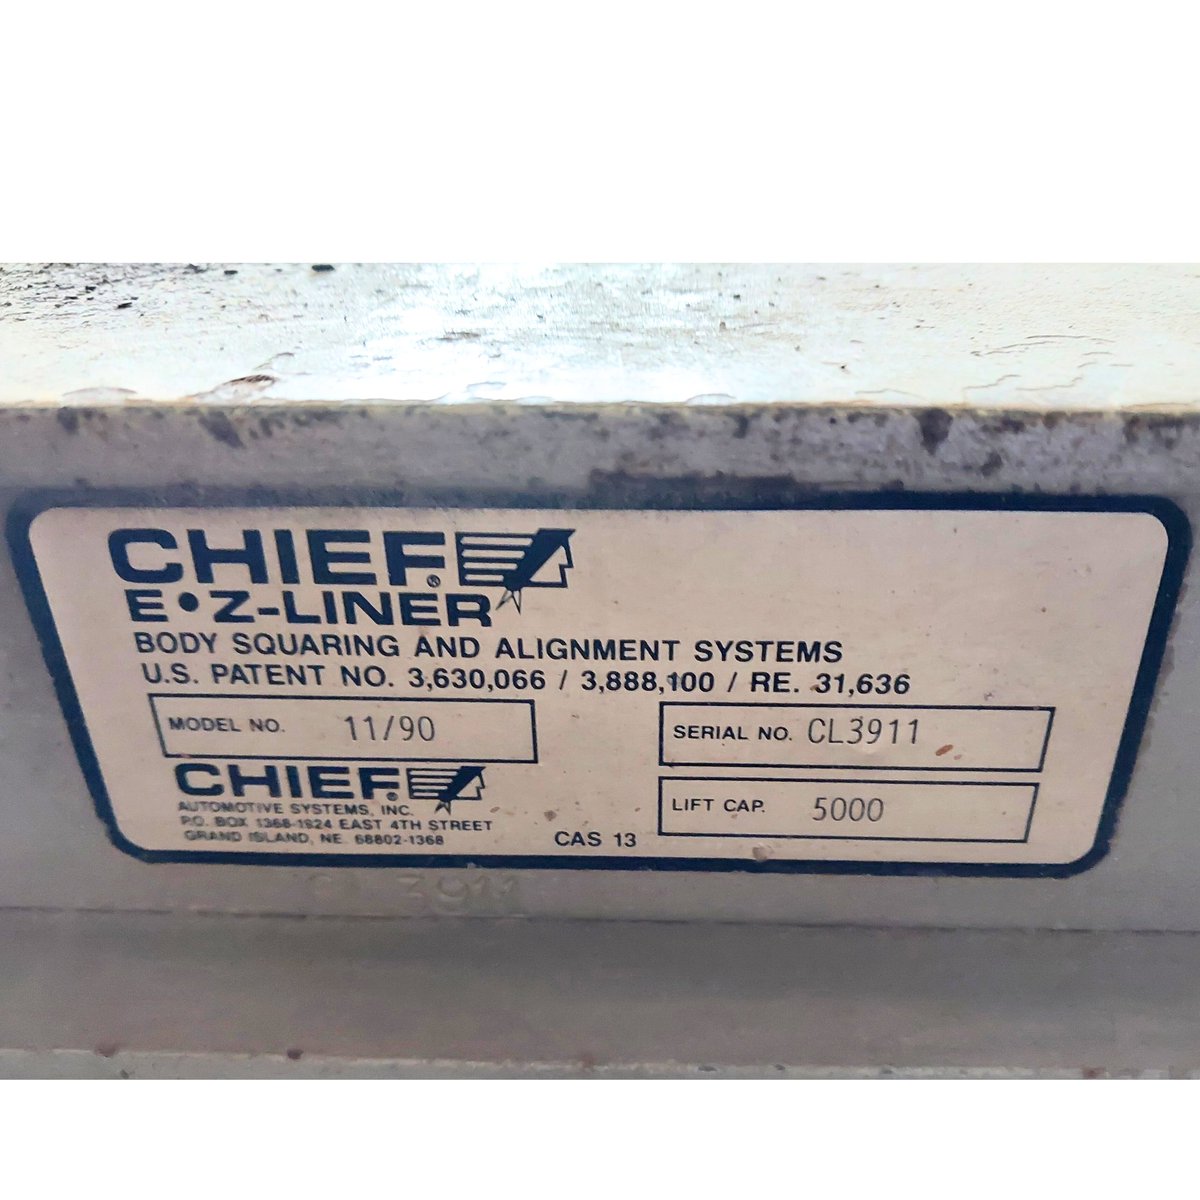 CHIEF®
E•Z-LINER
BODY SQUARING AND ALIGNMENT SYSTEMS
U.S. PATENT NO. 3,630,066 / 3,888,100 / RE. 31,636
MODEL NO. 11/90
SERIAL NO. CL3911
LIFT CAP. 5000
CHIEF®
AUTOMOTIVE SYSTEMS, INC.
P.O. BOX 1368-1924 EAST 4TH STREET
GRAND ISLAND, NE 68802-1368
CAS 13
CL3911